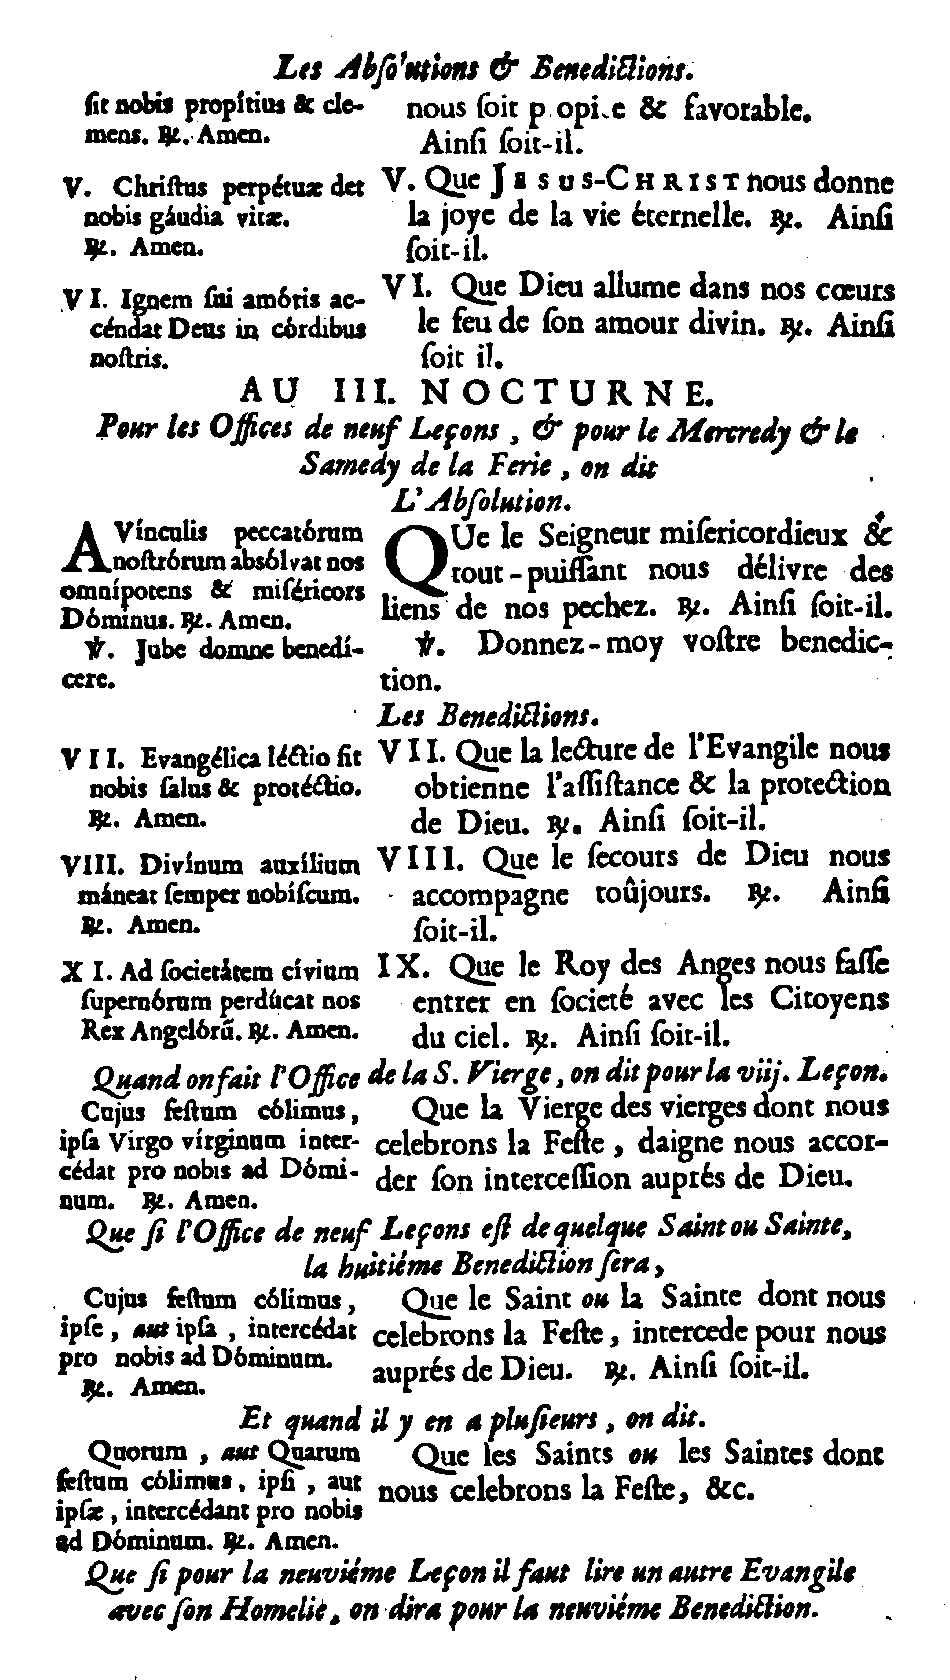 Les Absolutions & Benedictions.
ſit nobis propítius & cle-
mens. ℟. Amen.
V. Chriſtus perpétuæ det
nobis gáudia vitæ.
℟. Amen.
VI. Ignem ſui amóris ac-
céndat Deus in córdibus
noſtris.
nous ſoit & favorable.
Ainſi ſoit-il.
V. Que JESUS-CHRIST nous donne
la joye de la vie éternelle. ℟. Ainſi
ſoit-il.
VI. Que Dieu allume dans nos cœurs
le feu de ſon amour divin. ℟. Ainſi
ſoit il.
AU III. NOCTURNE.
Pour les Offices de neuf Leçons, & pour le Mercredy & le
Samedy de la Ferie, on dit
L'Abſolution.
A Vínculis peccatórum
noſtrórum absólvat nos
omnípotens & miſéricors
Dóminus. ℟. Amen.
℣. Jube domne benedí-
cere.
QUe le Seigneur miſericordieux &
tout-puiſſant nous délivre des
liens de nos pechez. ℟. Ainſi ſoit-il.
℣. Donnez-moy voſtre benedic-
tion.
Les Benedictions.
VII. Evangélica léctio ſit
nobis ſalus & protéctio.
℟. Amen.
VIII. Divínum auxílium
máneat ſemper nobíſcum.
℟. Amen.
XI. Ad ſocietátem cívium
ſupernórum perdúcat nos
Rex Angelórũ. ℟. Amen.
VII. Que la lecture de l'Evangile nous
obtienne l'aſſiſtance & la protection
de Dieu. ℟. Ainſi ſoit-il.
VIII. Que le ſecours de Dieu nous
accompagne toûjours. ℟. Ainſi
ſoit-il.
IX. Que le Roy des Anges nous faſſe
entrer en ſocieté avec les Citoyens
du ciel. ℟. Ainſi ſoit-il.
Quand on fait l'Office de la S. Vierge, on dit pour la viij. Leçon.
Cujus feſtum cólimus,
ipſa Virgo vírginum inter-
cédat pro nobis ad Dómi-
num. ℟. Amen.
Que la Vierge des vierges dont nous
celebrons la Feſte, daigne nous accor-
der ſon interceſſion auprés de Dieu.
Que ſi l'Office de neuf Leçons eſt de quelque Saint ou Sainte,
la huitiéme Benediction ſera,
Cujus feſtum cólimus,
ipſe, aut ipſa, intercédat
pro nobis ad Dóminum.
℟. Amen.
Que le Saint ou la Sainte dont nous
celebrons la Feſte, intercede pour nous
auprés de Dieu. ℟. Ainſi ſoit-il.
Et quand il y en a pluſieurs, on dit.
Quorum, aut Quarum
feſtum cólimus, ipſi, aut
ipſæ, intercédant pro nobis
ad Dóminum. ℟. Amen.
Que les Saints ou les Saintes dont
nous celebrons la Feſte, &c.
Que ſi pour la neuviéme Leçon il faut lire un autre Evangile
avec ſon Homelie, on dira pour la neuviéme Benediction.